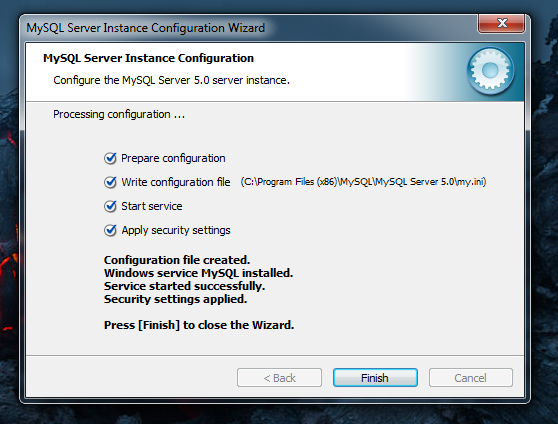 MySQL Server Instance Configuration Wizard
MySQL Server Instance Configuration
Configure the MySQL Server 5.0 server instance.
Processing configuration ...
Prepare configuration
Write configuration file (C:\Program Files (x86)\MySQL\MySQL Server 5.0\my.ini)
Start service
Apply security settings
Configuration file created.
Windows service MySQL installed.
Service started successfully.
Security settings applied.
Press [Finish] to close the Wizard.
< Back Finish Cancel